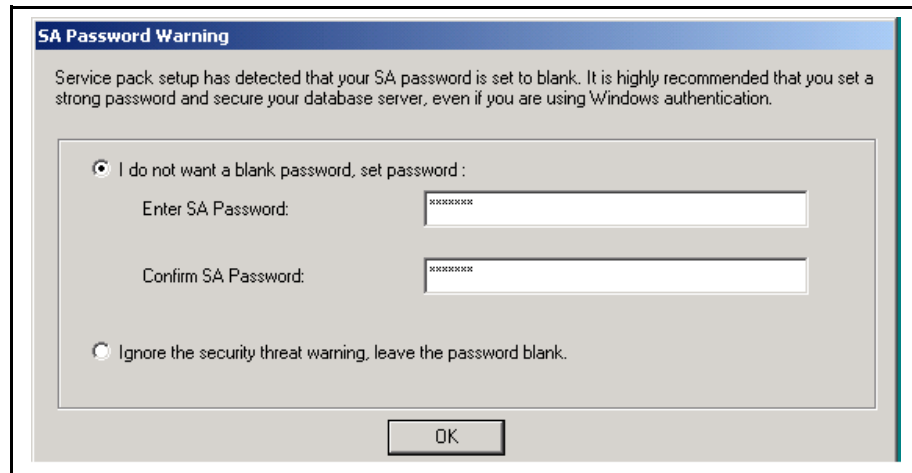 SA Password Warning
Service pack setup has detected that your SA password is set to blank. It is highly recommended that you set a
strong password and secure your database server, even if you are using Windows authentication.
I do not want a blank password, set password :
Enter SA Password:
*******
Confirm SA Password:
*******
Ignore the security threat warning, leave the password blank.
OK